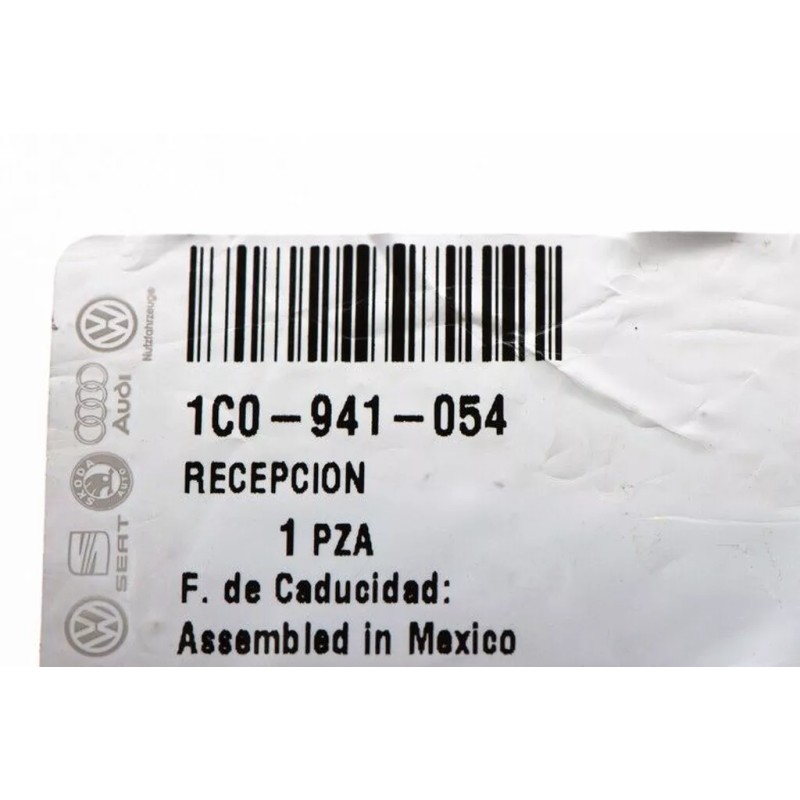 1C0-941-054
RECEPCION
1 PZA
F. de Caducidad:
Assembled in Mexico
Nutzfahrzeuge
Audi
SKODA
AUTO
SEAT